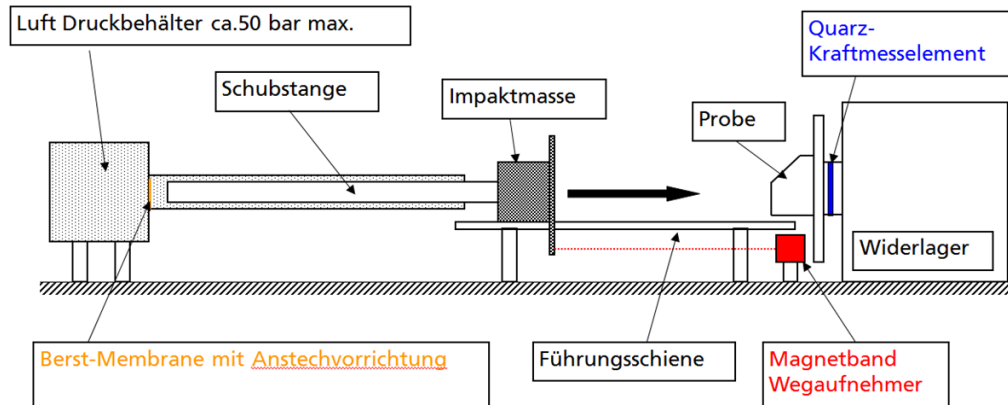 Luft Druckbehälter ca.50 bar max.
Quarz-
Kraftmesselement
Schubstange
Impaktmasse
Probe
Widerlager
Berst-Membrane mit Anstechvorrichtung
Führungsschiene
Magnetband
Wegaufnehmer